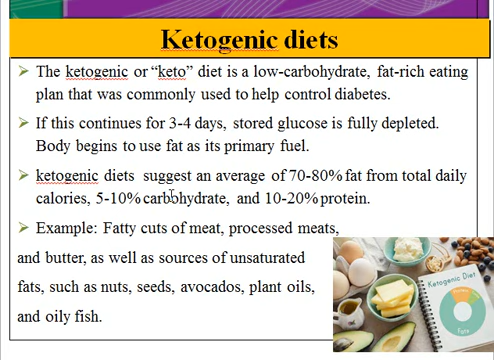 Ketogenic diets
The ketogenic or “keto” diet is a low-carbohydrate, fat-rich eating
plan that was commonly used to help control diabetes.
If this continues for 3-4 days, stored glucose is fully depleted.
Body begins to use fat as its primary fuel.
ketogenic diets suggest an average of 70-80% fat from total daily
calories, 5-10% carbohydrate, and 10-20% protein.
Example: Fatty cuts of meat, processed meats,
and butter, as well as sources of unsaturated
fats, such as nuts, seeds, avocados, plant oils,
and oily fish.
Ketogenic Diet
Fats